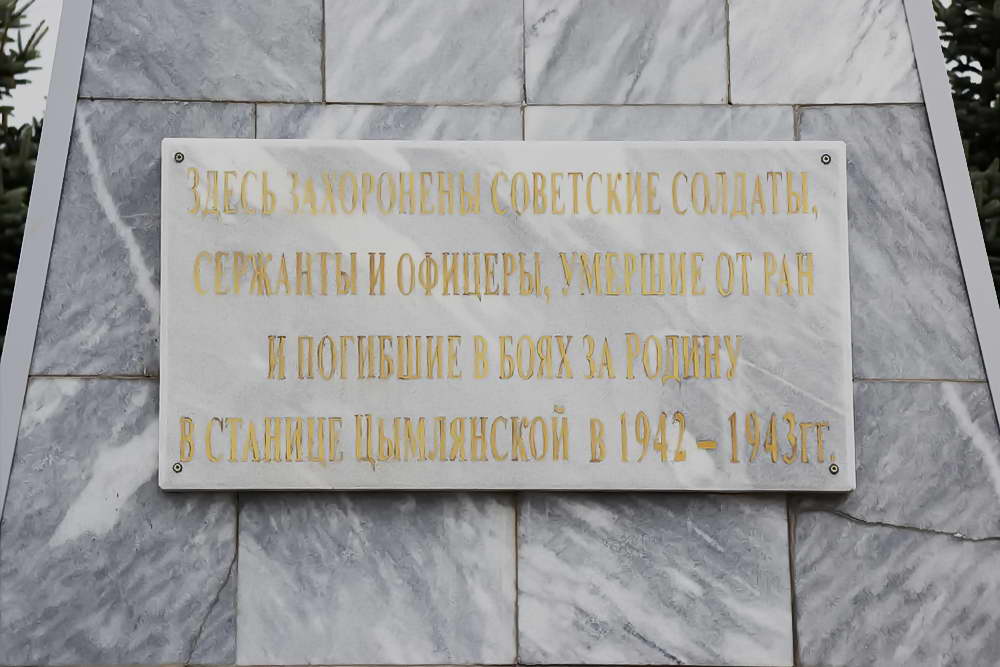 ЗДЕСЬ ЗАХОРОНЕНЫ СОВЕТСКИЕ СОЛДАТЫ,
СЕРЖАНТЫ И ОФИЦЕРЫ, УМЕРШИЕ ОТ РАН
И ПОГИБШИЕ В БОЯХ ЗА РОДИНУ
В СТАНИЦЕ ЦЫМЛЯНСКОЙ В 1942 – 1943гг.